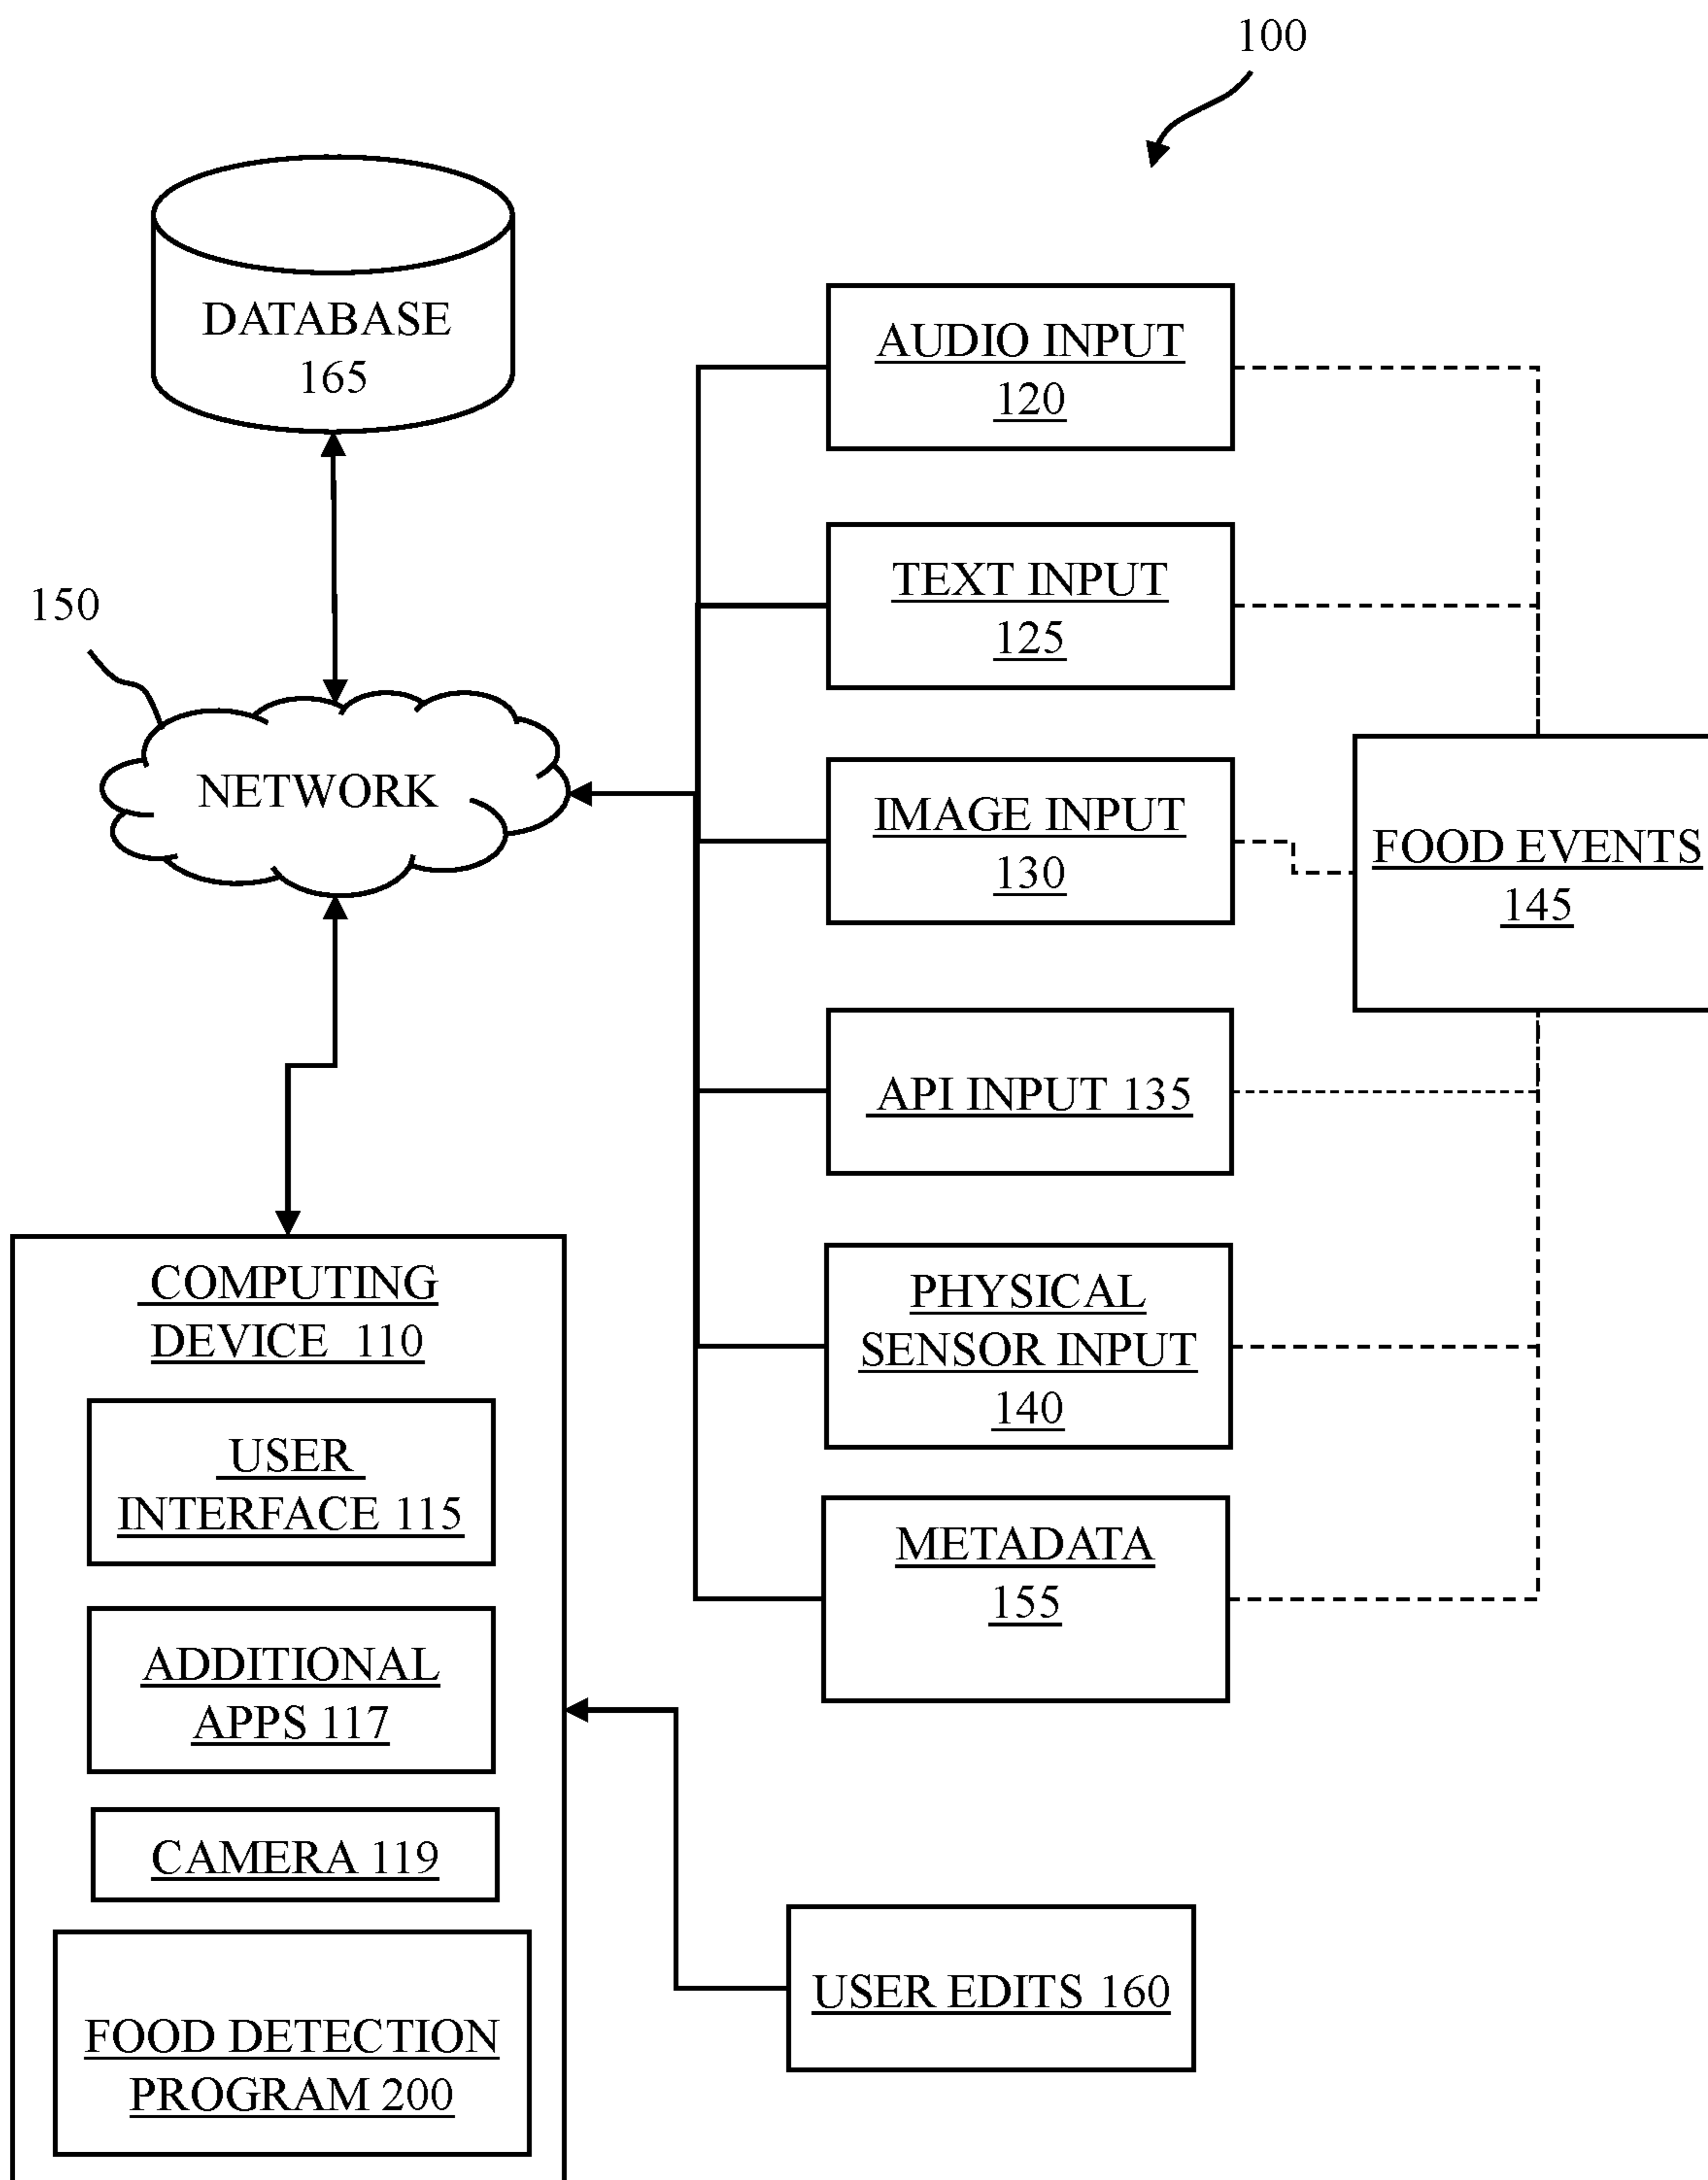 100
DATABASE
165
150
NETWORK
AUDIO INPUT
120
TEXT INPUT
125
IMAGE INPUT
130
API INPUT 135
PHYSICAL
SENSOR INPUT
140
METADATA
155
FOOD EVENTS
145
COMPUTING
DEVICE 110
USER
INTERFACE 115
ADDITIONAL
APPS 117
CAMERA 119
FOOD DETECTION
PROGRAM 200
USER EDITS 160